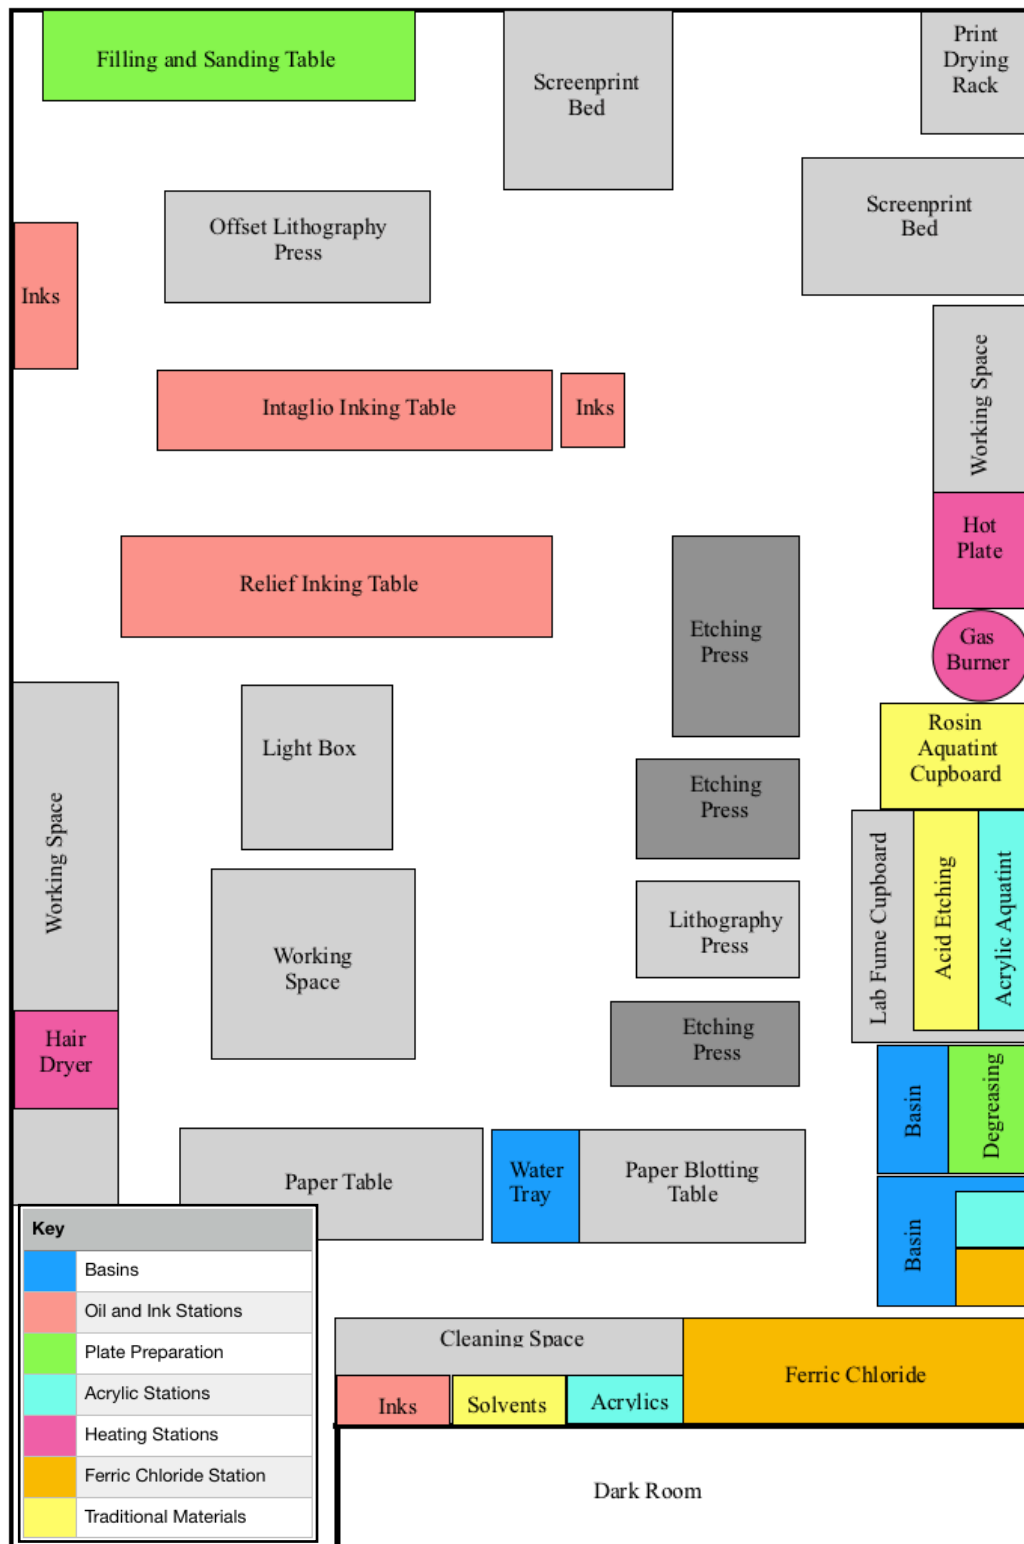 Filling and Sanding Table
Screenprint
Bed
Print
Drying
Rack
Screenprint
Bed
Offset Lithography
Press
Inks
Working Space
Intaglio Inking Table
Inks
Hot
Plate
Relief Inking Table
Etching
Press
Gas
Burner
Rosin
Aquatint
Cupboard
Light Box
Working Space
Etching
Press
Lab Fume Cupboard
Acid Etching
Acrylic Aquatint
Lithography
Press
Working
Space
Hair
Dryer
Etching
Press
Basin
Degreasing
Paper Table
Water
Tray
Paper Blotting
Table
Basin
Key
Basins
Oil and Ink Stations
Plate Preparation
Acrylic Stations
Heating Stations
Ferric Chloride Station
Traditional Materials
Cleaning Space
Inks
Solvents
Acrylics
Ferric Chloride
Dark Room